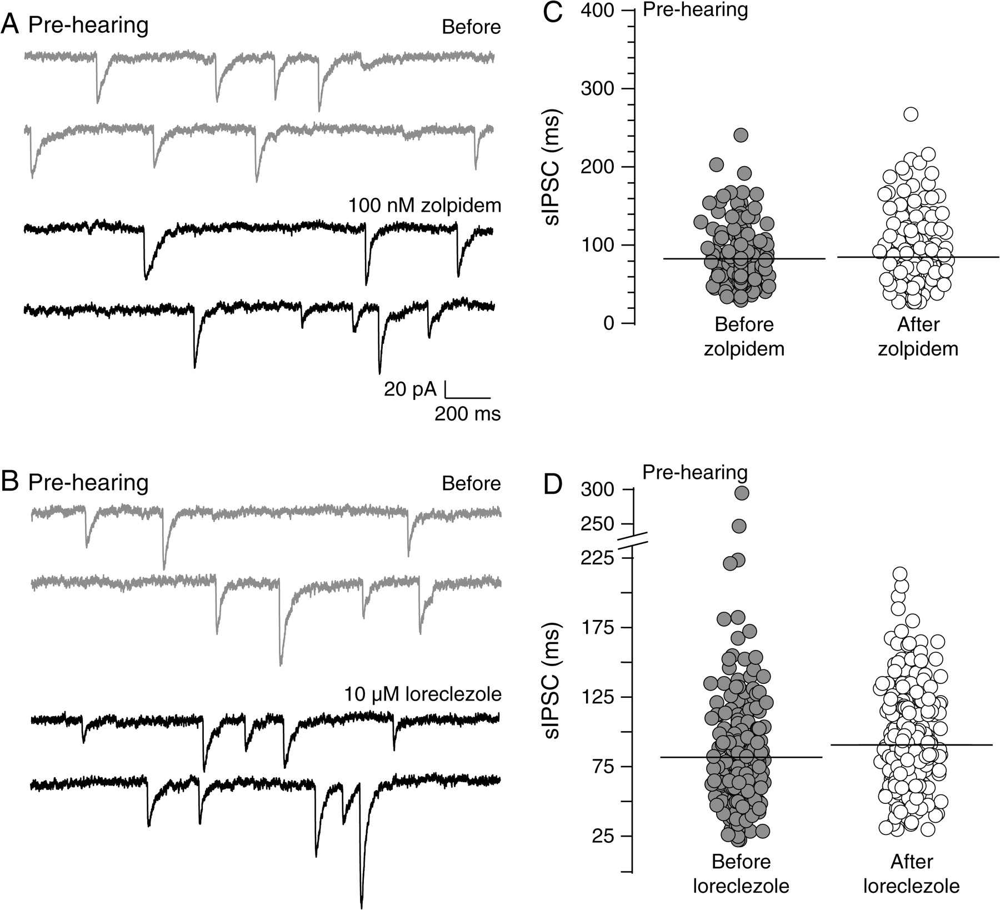 A Pre-hearing
Before
100 nM zolpidem
20 pA
200 ms
B Pre-hearing
Before
10 µM loreclezole
C
Pre-hearing
400
300
200
100
0
sIPSC (ms)
Before
zolpidem
After
zolpidem
D
Pre-hearing
300
250
225
175
125
75
25
sIPSC (ms)
Before
loreclezole
After
loreclezole